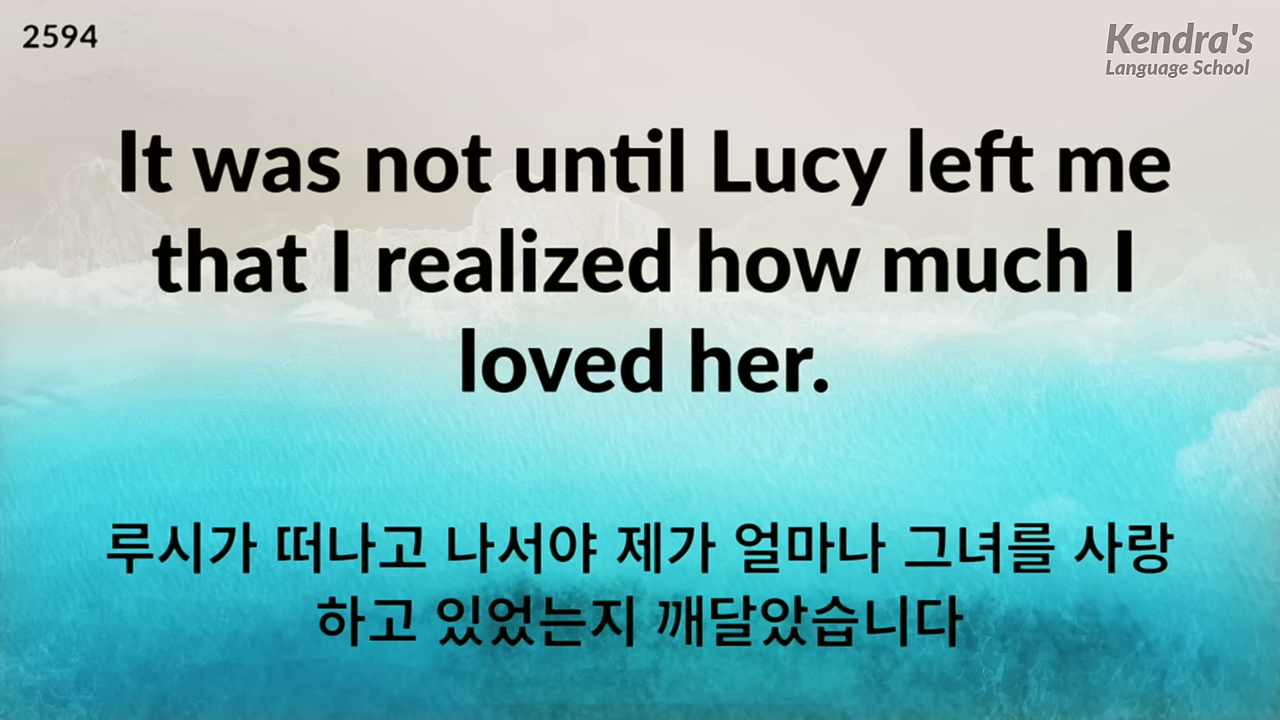 2594
Kendra's
Language School
It was not until Lucy left me
that I realized how much I
loved her.
루시가 떠나고 나서야 제가 얼마나 그녀를 사랑
하고 있었는지 깨달았습니다